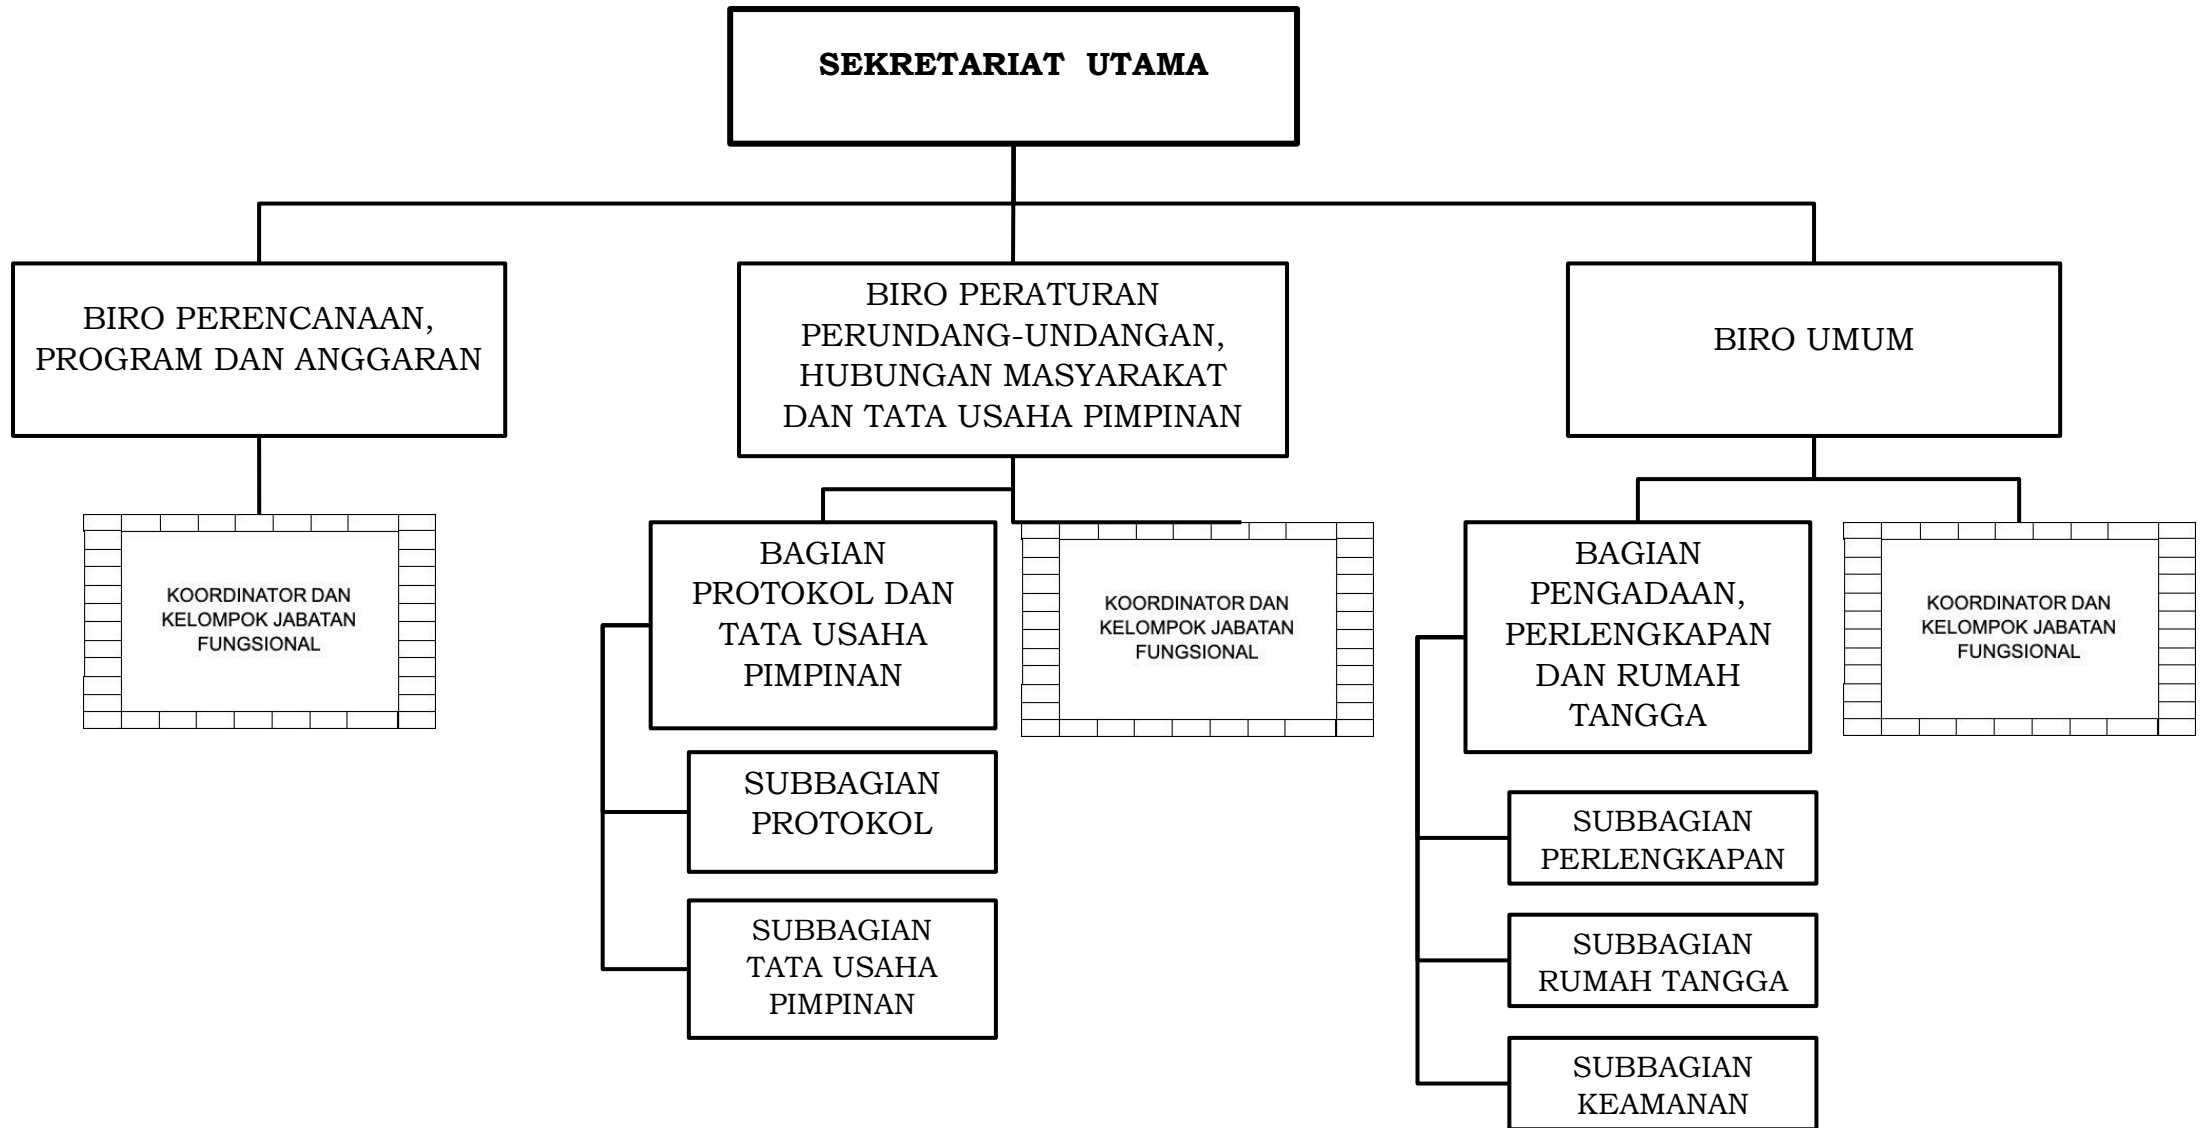 SEKRETARIAT UTAMA
BIRO PERENCANAAN,
PROGRAM DAN ANGGARAN
BIRO PERATURAN
PERUNDANG-UNDANGAN,
HUBUNGAN MASYARAKAT
DAN TATA USAHA PIMPINAN
BIRO UMUM
KOORDINATOR DAN
KELOMPOK JABATAN
FUNGSIONAL
BAGIAN
PROTOKOL DAN
TATA USAHA
PIMPINAN
KOORDINATOR DAN
KELOMPOK JABATAN
FUNGSIONAL
BAGIAN
PENGADAAN,
PERLENGKAPAN
DAN RUMAH
TANGGA
KOORDINATOR DAN
KELOMPOK JABATAN
FUNGSIONAL
SUBBAGIAN
PROTOKOL
SUBBAGIAN
TATA USAHA
PIMPINAN
SUBBAGIAN
PERLENGKAPAN
SUBBAGIAN
RUMAH TANGGA
SUBBAGIAN
KEAMANAN